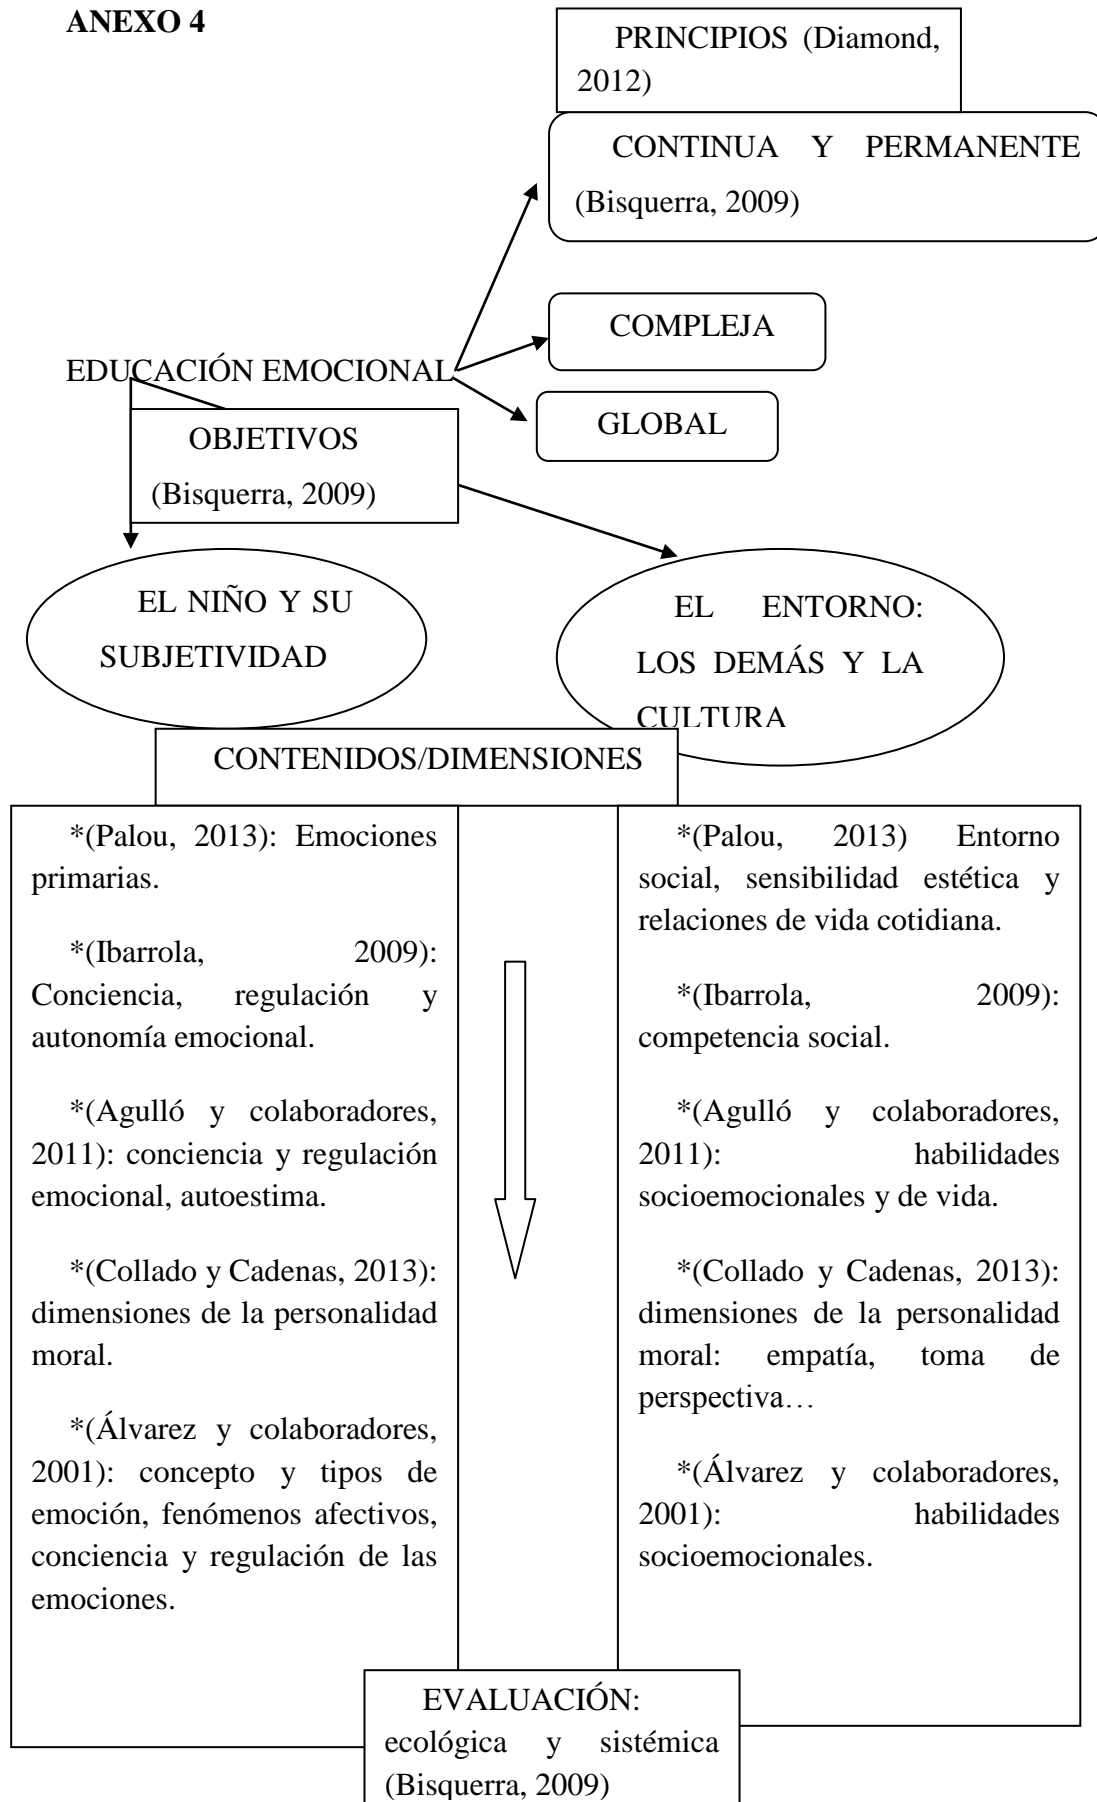 ANEXO 4
PRINCIPIOS (Diamond,
2012)
CONTINUA Y PERMANENTE
(Bisquerra, 2009)
COMPLEJA
EDUCACIÓN EMOCIONAL
GLOBAL
OBJETIVOS
(Bisquerra, 2009)
EL NIÑO Y SU
SUBJETIVIDAD
EL ENTORNO:
LOS DEMÁS Y LA
CULTURA
CONTENIDOS/DIMENSIONES
*(Palou, 2013): Emociones
primarias.
*(Ibarrola, 2009):
Conciencia, regulación y
autonomía emocional.
*(Agulló y colaboradores,
2011): conciencia y regulación
emocional, autoestima.
*(Collado y Cadenas, 2013):
dimensiones de la personalidad
moral.
*(Álvarez y colaboradores,
2001): concepto y tipos de
emoción, fenómenos afectivos,
conciencia y regulación de las
emociones.
*(Palou, 2013) Entorno
social, sensibilidad estética y
relaciones de vida cotidiana.
*(Ibarrola, 2009):
competencia social.
*(Agulló y colaboradores,
2011): habilidades
socioemocionales y de vida.
*(Collado y Cadenas, 2013):
dimensiones de la personalidad
moral: empatía, toma de
perspectiva…
*(Álvarez y colaboradores,
2001): habilidades
socioemocionales.
EVALUACIÓN:
ecológica y sistémica
(Bisquerra, 2009)